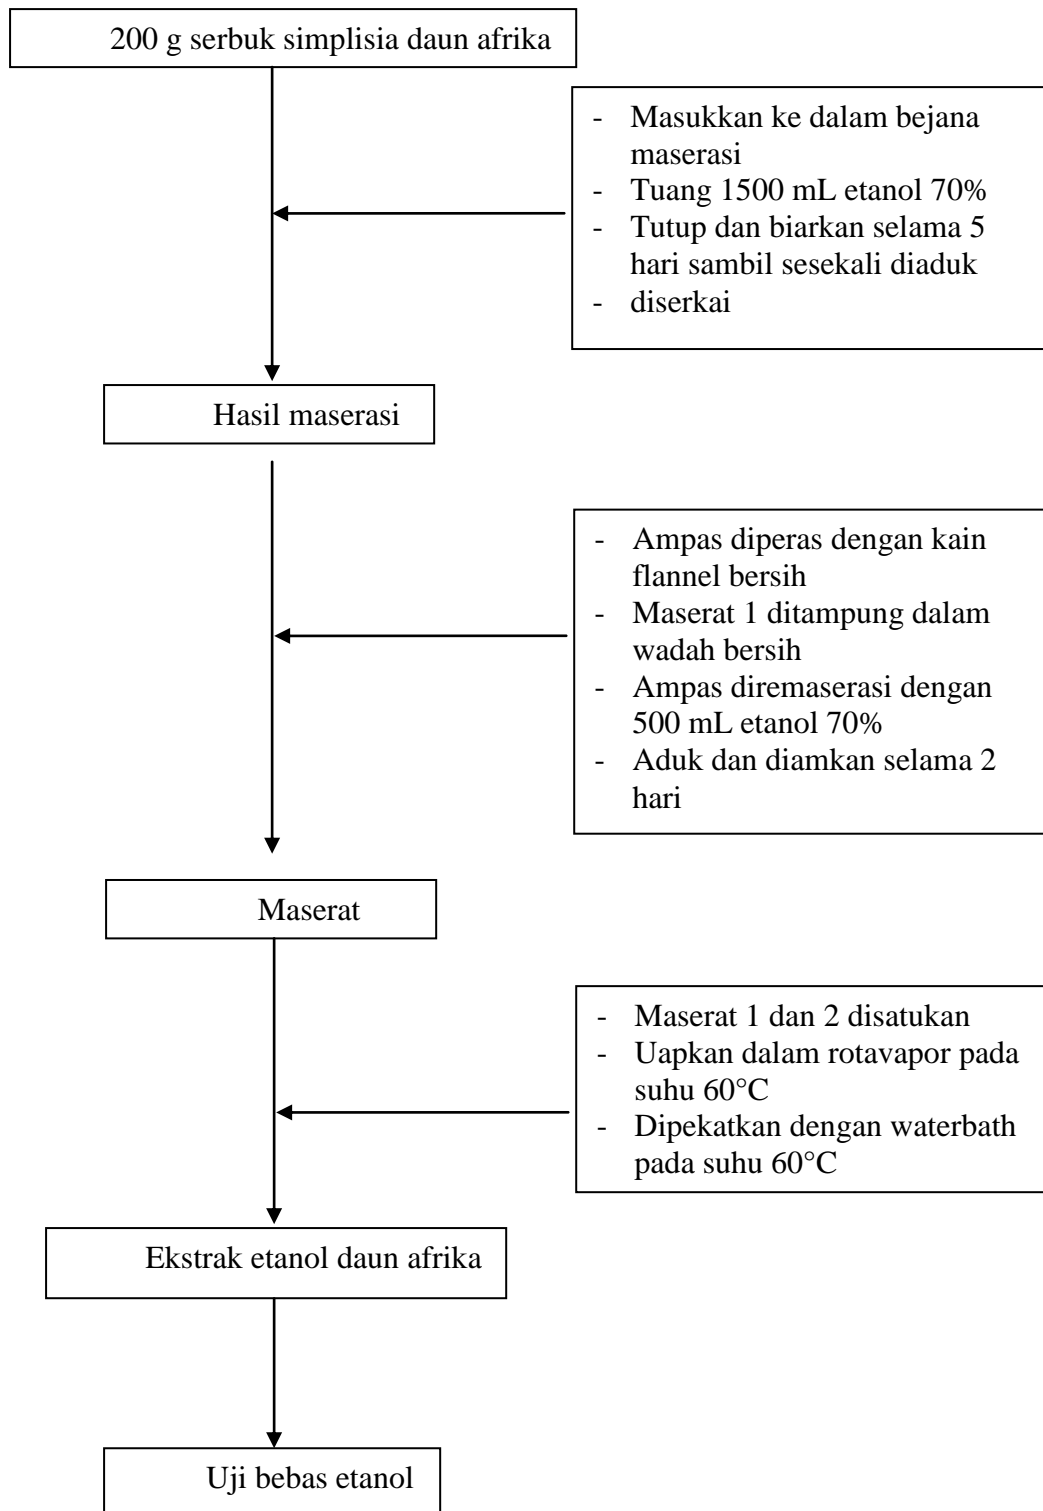 200 g serbuk simplisia daun afrika
- Masukkan ke dalam bejana
maserasi
- Tuang 1500 mL etanol 70%
- Tutup dan biarkan selama 5
hari sambil sesekali diaduk
- diserkai
Hasil maserasi
- Ampas diperas dengan kain
flannel bersih
- Maserat 1 ditampung dalam
wadah bersih
- Ampas diremaserasi dengan
500 mL etanol 70%
- Aduk dan diamkan selama 2
hari
Maserat
- Maserat 1 dan 2 disatukan
- Uapkan dalam rotavapor pada
suhu 60°C
- Dipekatkan dengan waterbath
pada suhu 60°C
Ekstrak etanol daun afrika
Uji bebas etanol